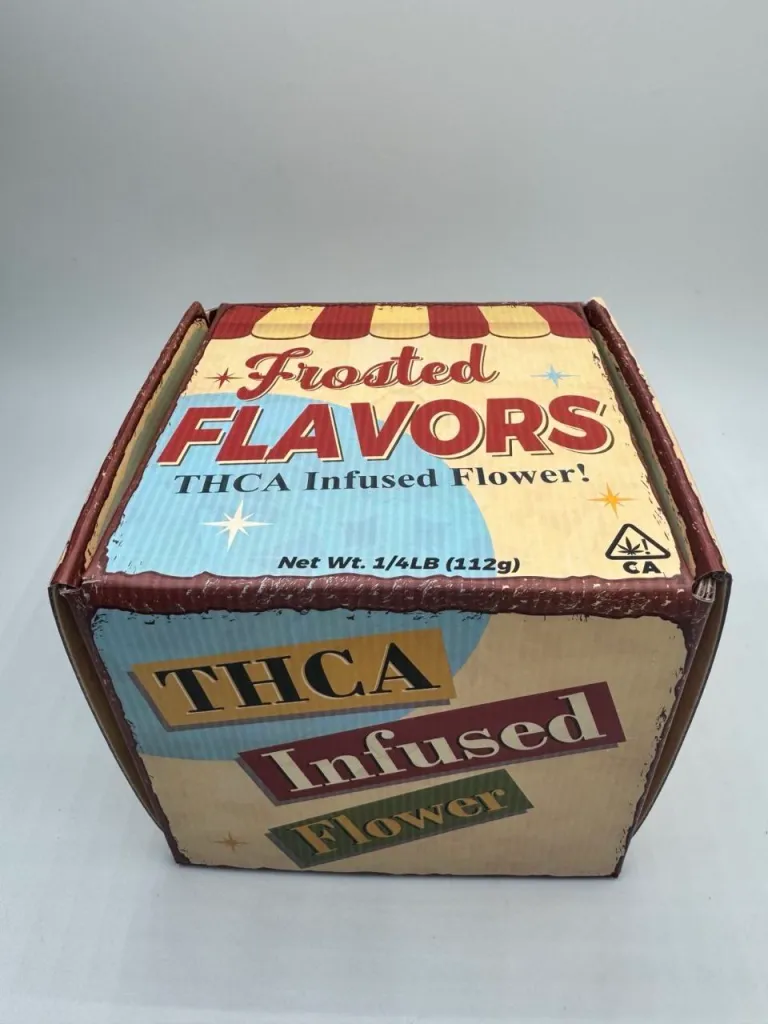 Frosted
FLAVORS
THCA Infused Flower!
Net Wt. 1/4LB (112g)
!
CA
THCA
Infused
Flower